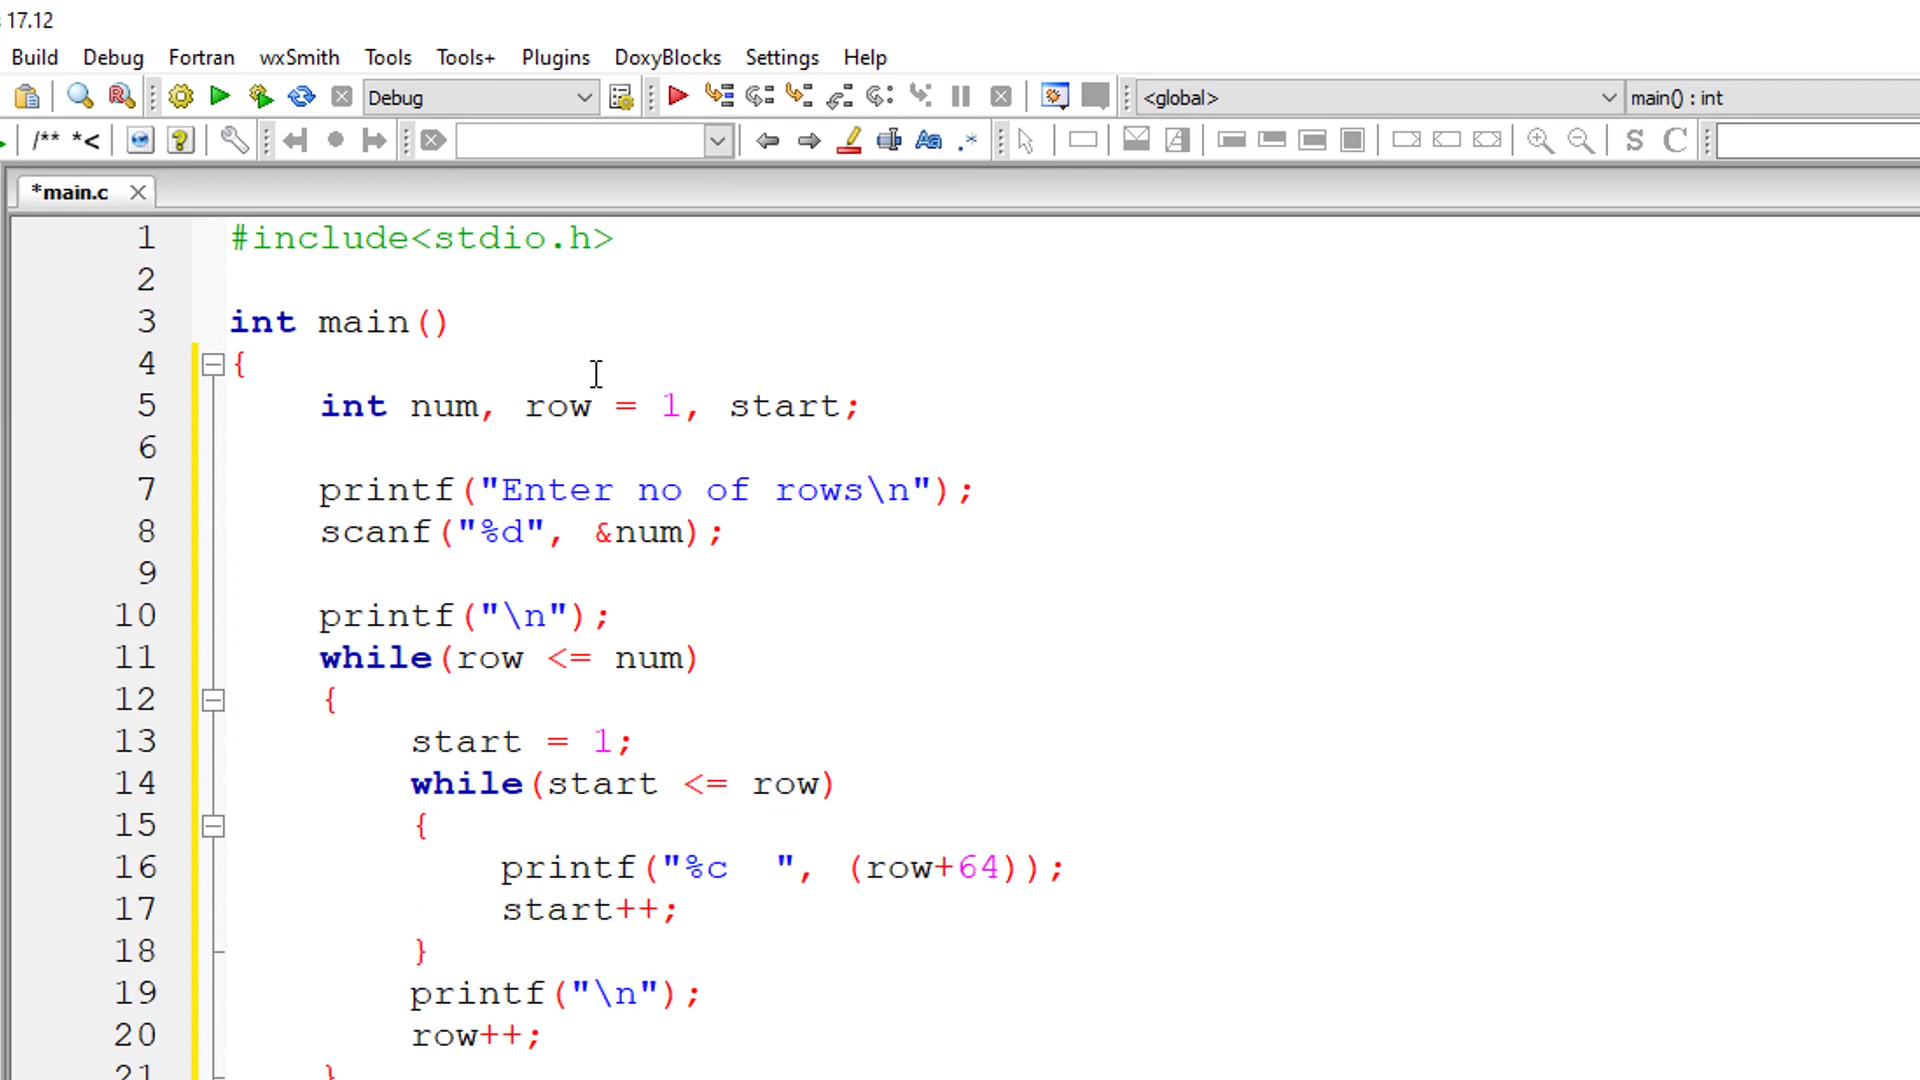 17.12
Build Debug Fortran wxSmith Tools Tools+ Plugins DoxyBlocks Settings Help
Debug <global> main() : int
/** *< Aa .* S C
*main.c
1 #include<stdio.h>
2
3 int main()
4 {
5 int num, row = 1, start;
6
7 printf("Enter no of rows\n");
8 scanf("%d", &num);
9
10 printf("\n");
11 while(row <= num)
12 {
13 start = 1;
14 while(start <= row)
15 {
16 printf("%c  ", (row+64));
17 start++;
18 }
19 printf("\n");
20 row++;
21 }